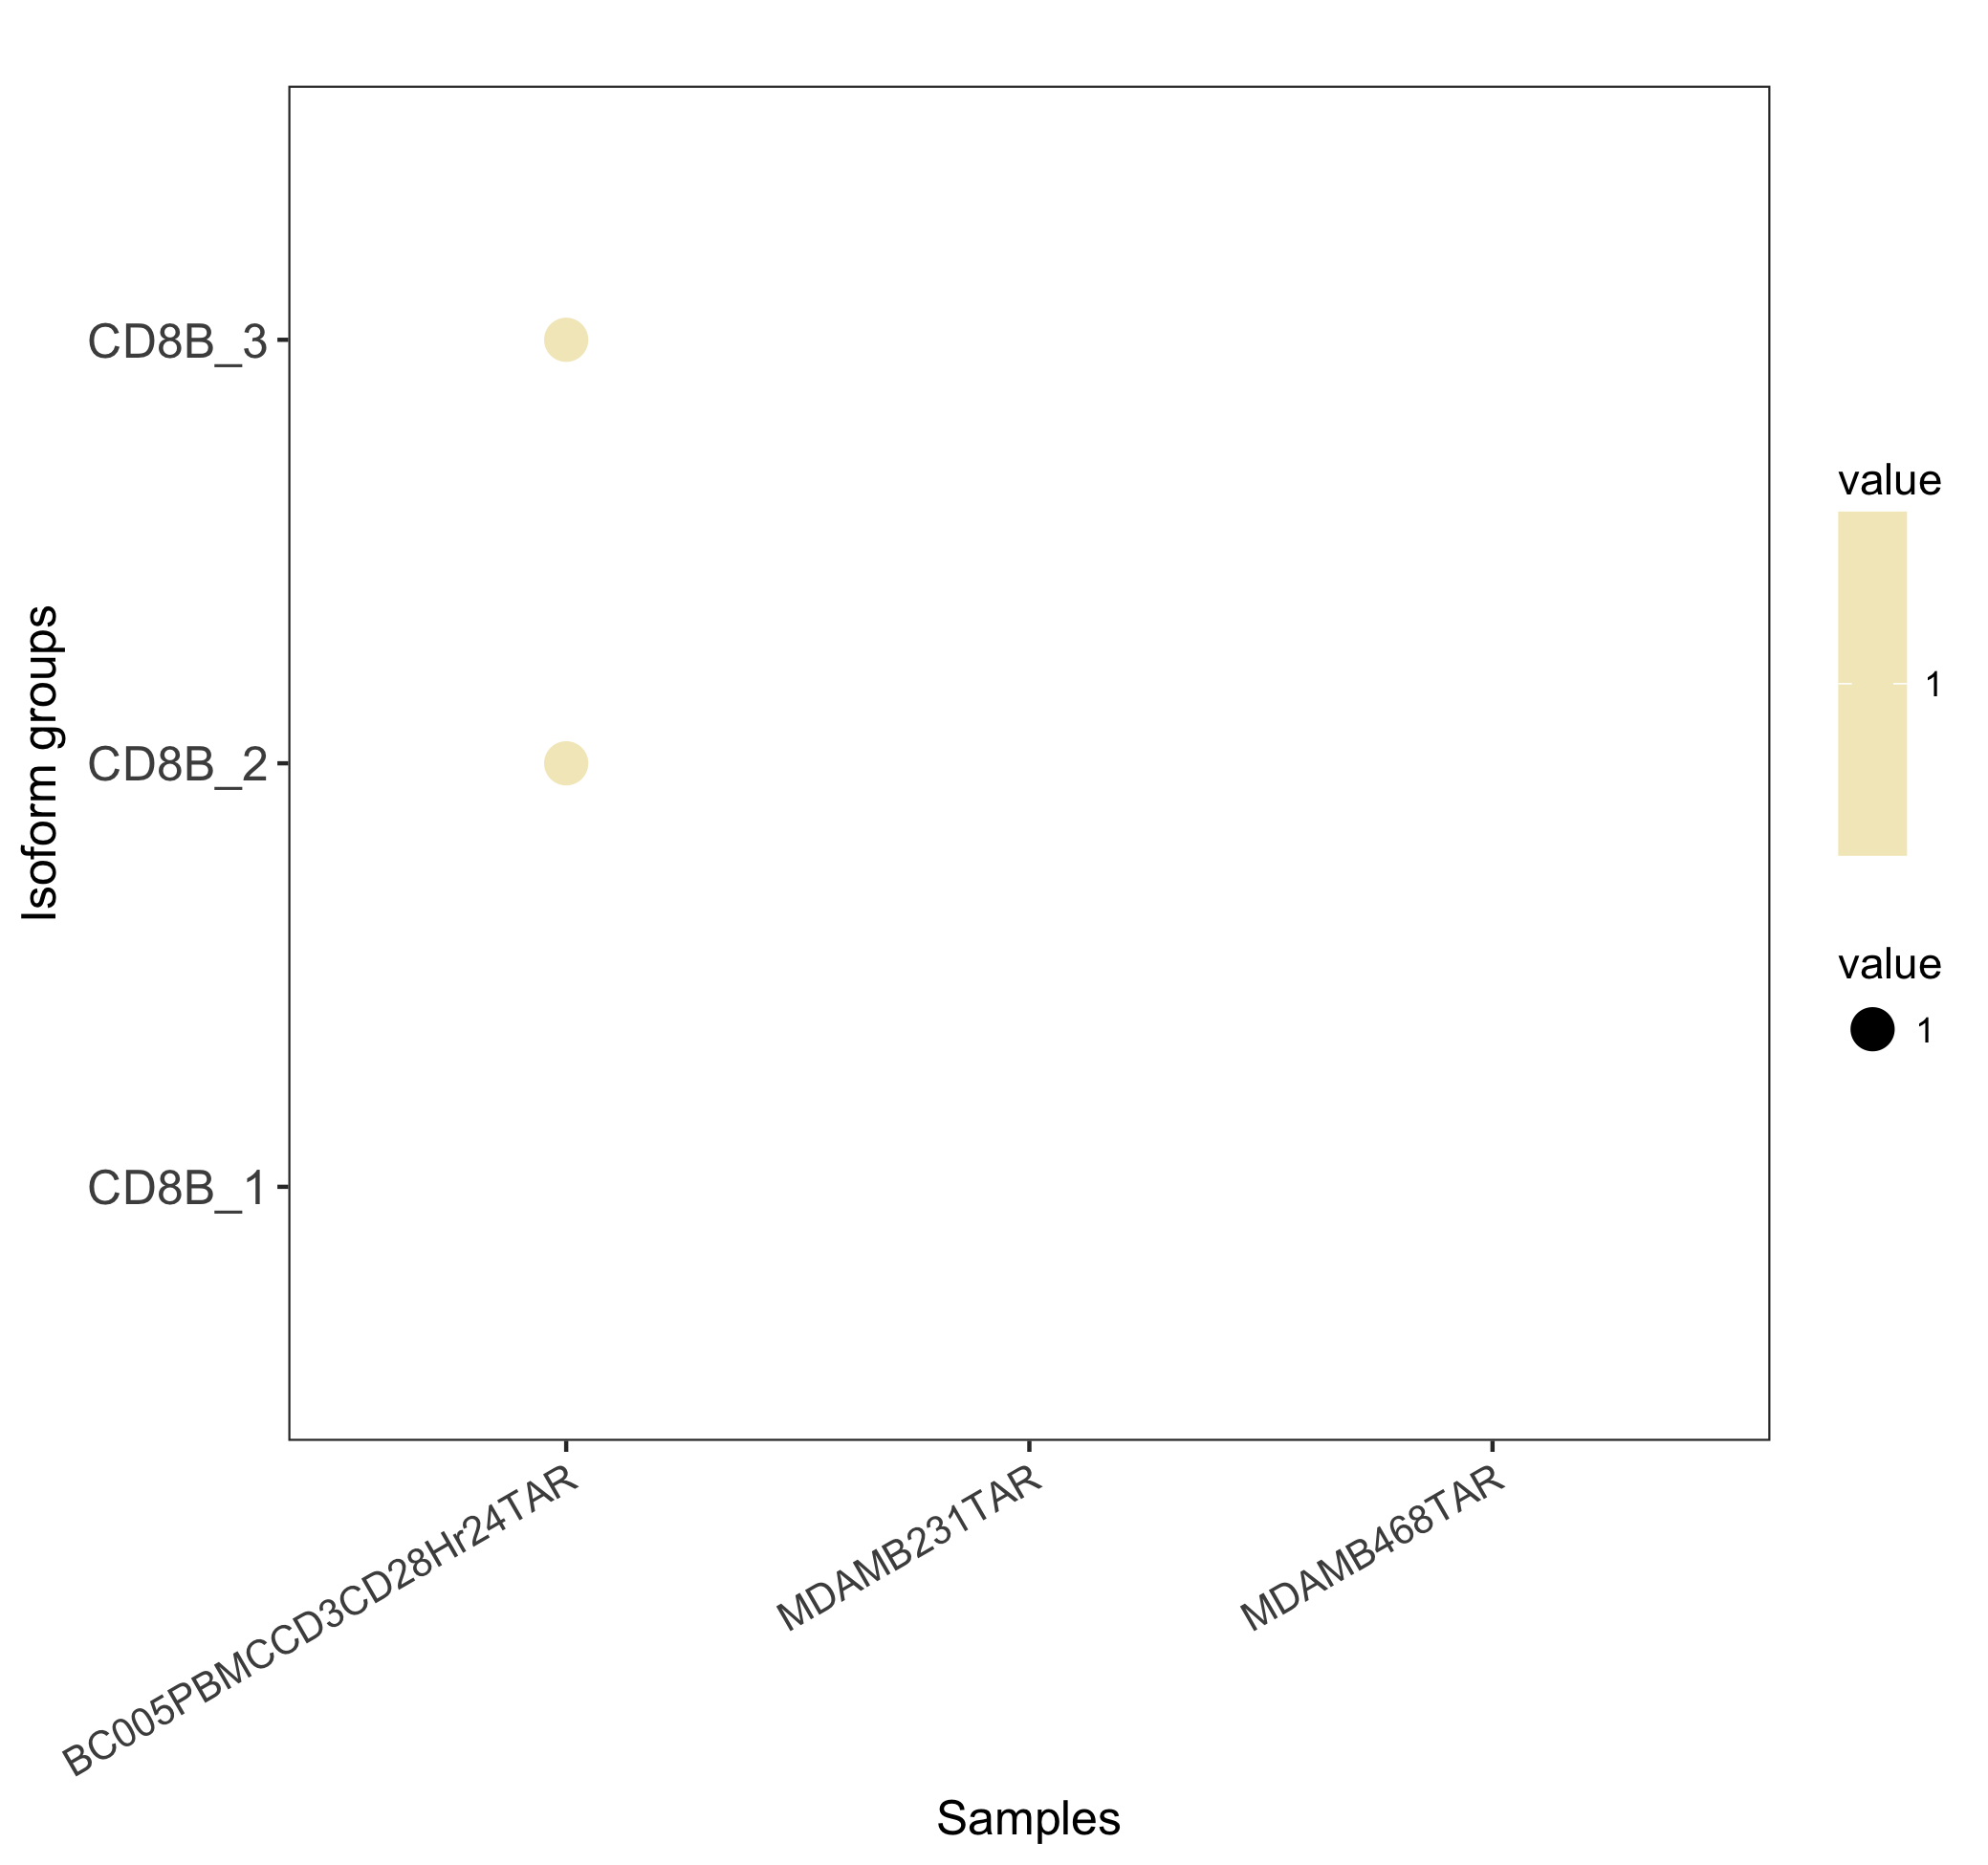 Isoform groups
CD8B_3
CD8B_2
CD8B_1
BC005PBMCCD3CD28Hr24TAR
MDAMB231TAR
MDAMB468TAR
Samples
value
1
value
1